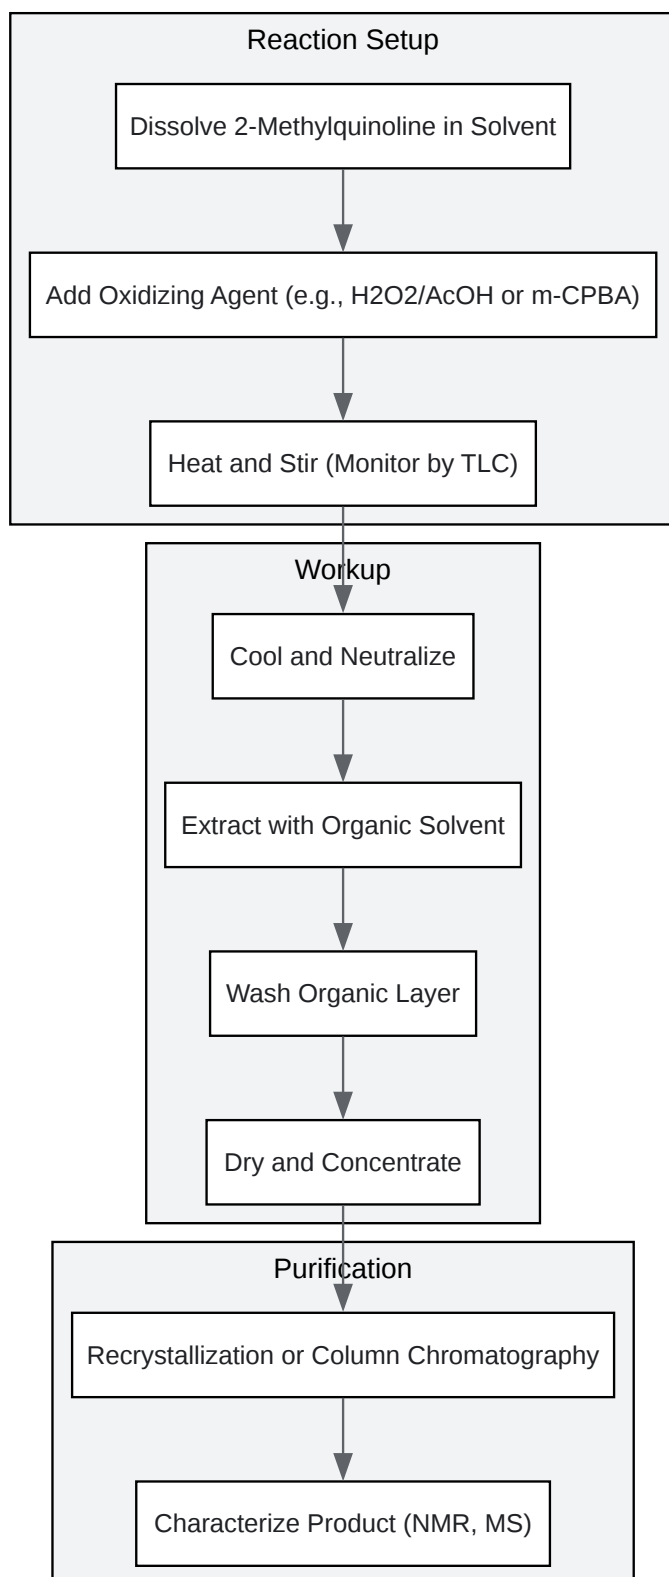 Reaction Setup
Dissolve 2-Methylquinoline in Solvent
Add Oxidizing Agent (e.g., H2O2/AcOH or m-CPBA)
Heat and Stir (Monitor by TLC)
Workup
Cool and Neutralize
Extract with Organic Solvent
Wash Organic Layer
Dry and Concentrate
Purification
Recrystallization or Column Chromatography
Characterize Product (NMR, MS)